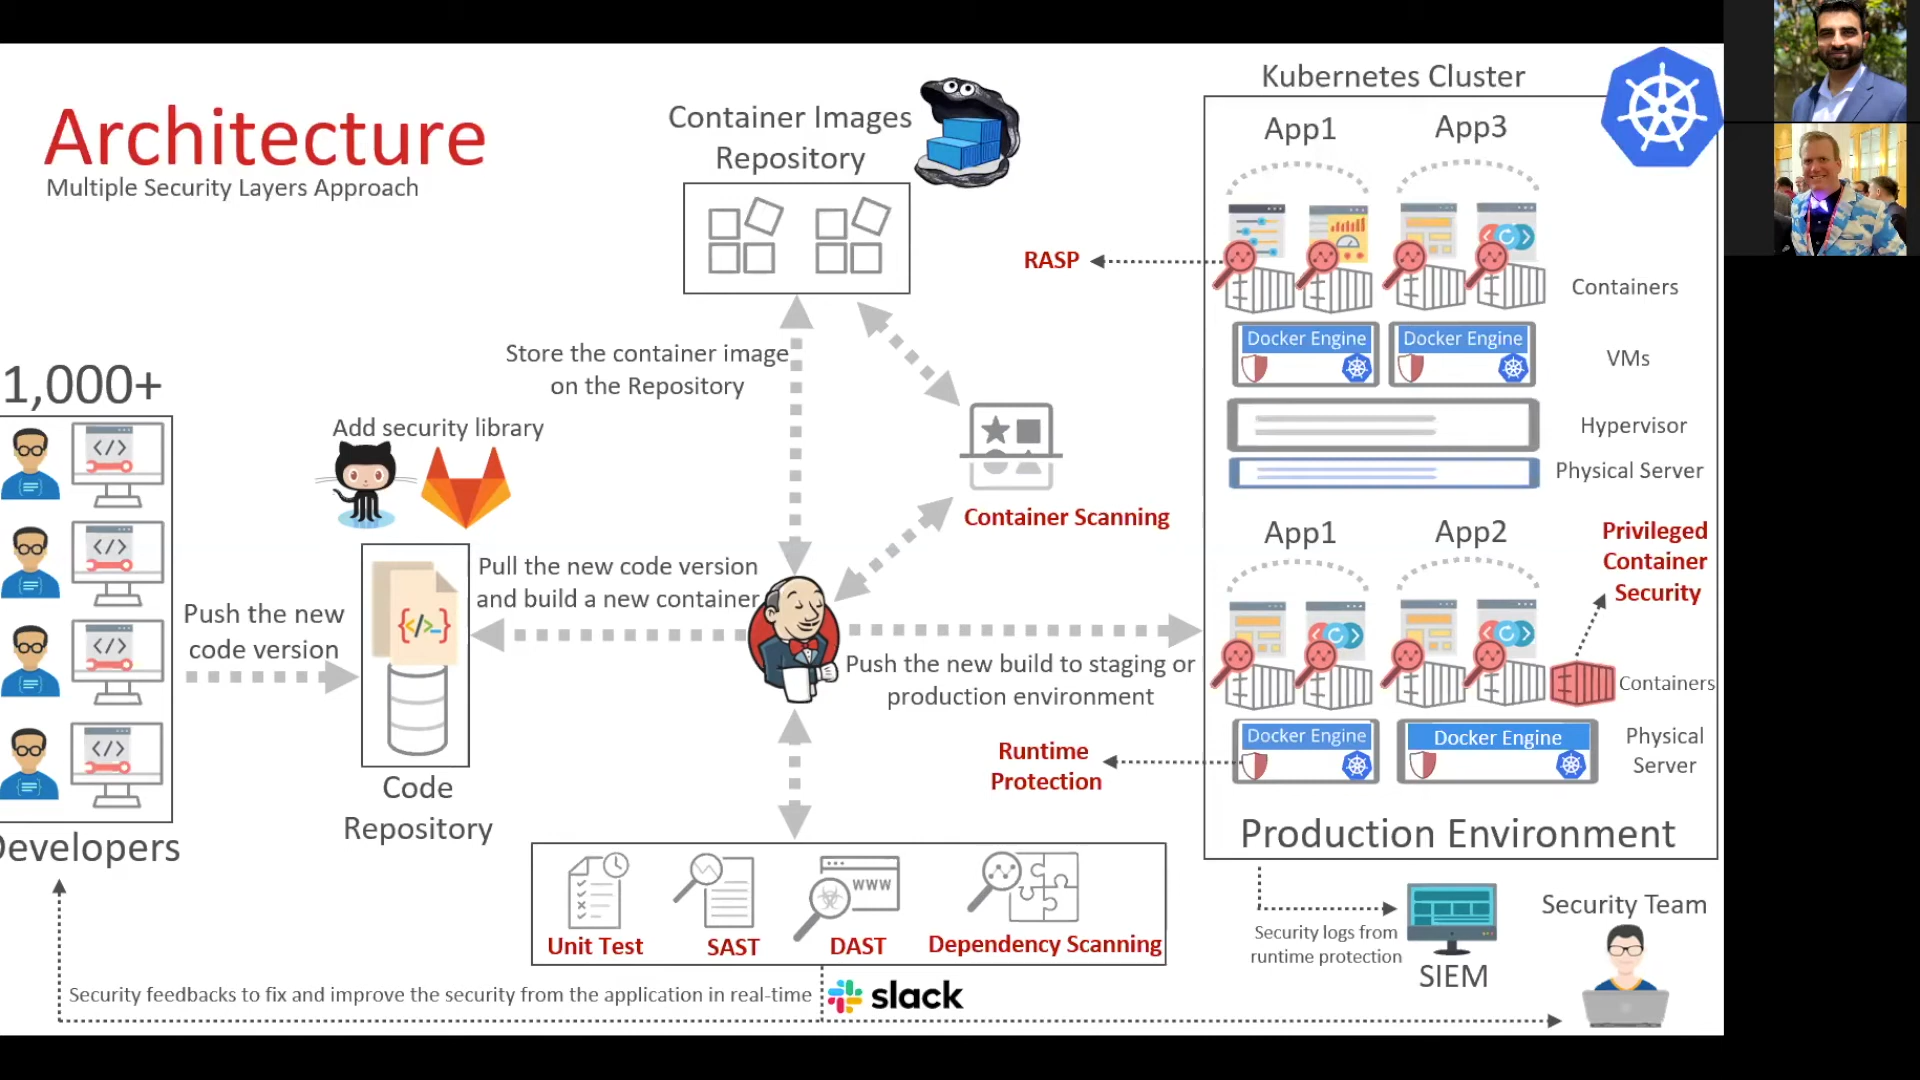 Architecture
Multiple Security Layers Approach
Container Images
Repository
Kubernetes Cluster
App1
App3
RASP
Containers
Docker Engine
Docker Engine
VMs
Hypervisor
Physical Server
Store the container image
on the Repository
1,000+
Add security library
Container Scanning
App1
App2
Privileged
Container
Security
Pull the new code version
and build a new container
Push the new
code version
Push the new build to staging or
production environment
Containers
Runtime
Protection
Docker Engine
Docker Engine
Physical
Server
Code
Repository
Developers
Production Environment
www
Unit Test
SAST
DAST
Dependency Scanning
Security logs from
runtime protection
SIEM
Security Team
Security feedbacks to fix and improve the security from the application in real-time
slack